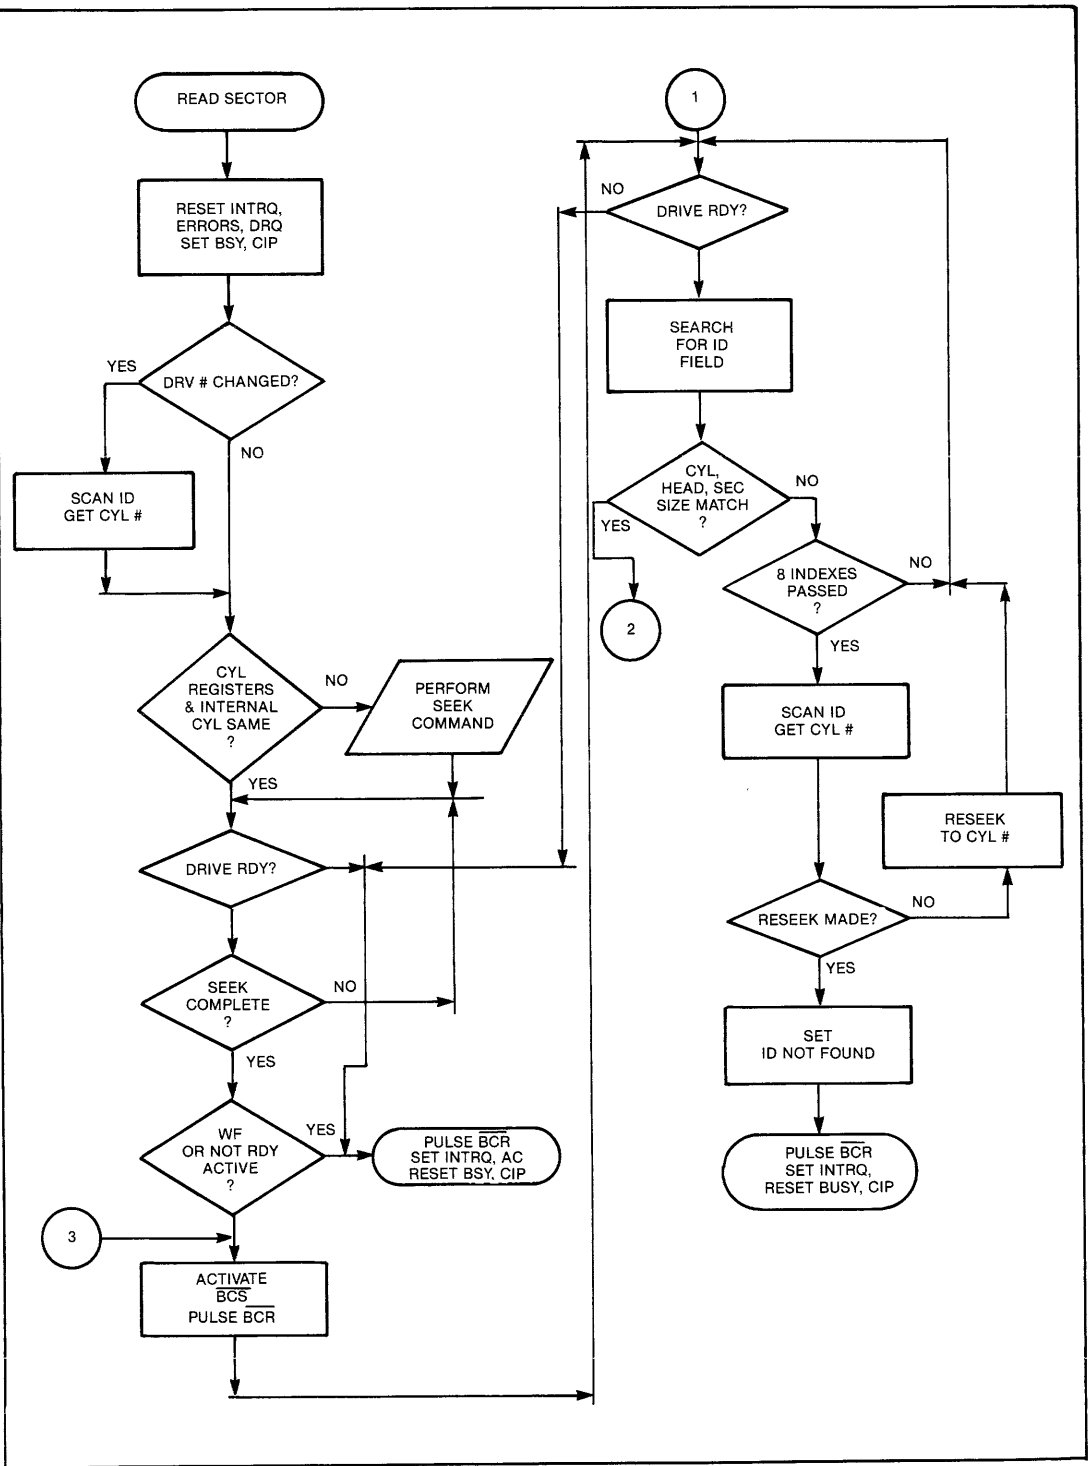 READ SECTOR
RESET INTRQ,
ERRORS, DRQ
SET BSY, CIP
YES
DRV # CHANGED?
NO
SCAN ID
GET CYL #
CYL
REGISTERS
& INTERNAL
CYL SAME
?
NO
PERFORM
SEEK
COMMAND
YES
DRIVE RDY?
SEEK
COMPLETE
?
NO
YES
WF
OR NOT RDY
ACTIVE
?
YES
PULSE B̅C̅R̅
SET INTRQ, AC
RESET BSY, CIP
3
ACTIVATE
B̅C̅S̅
PULSE B̅C̅R̅
1
NO
DRIVE RDY?
SEARCH
FOR ID
FIELD
CYL,
HEAD, SEC
SIZE MATCH
?
NO
YES
2
8 INDEXES
PASSED
?
NO
YES
SCAN ID
GET CYL #
RESEEK
TO CYL #
RESEEK MADE?
NO
YES
SET
ID NOT FOUND
PULSE B̅C̅R̅
SET INTRQ,
RESET BUSY, CIP